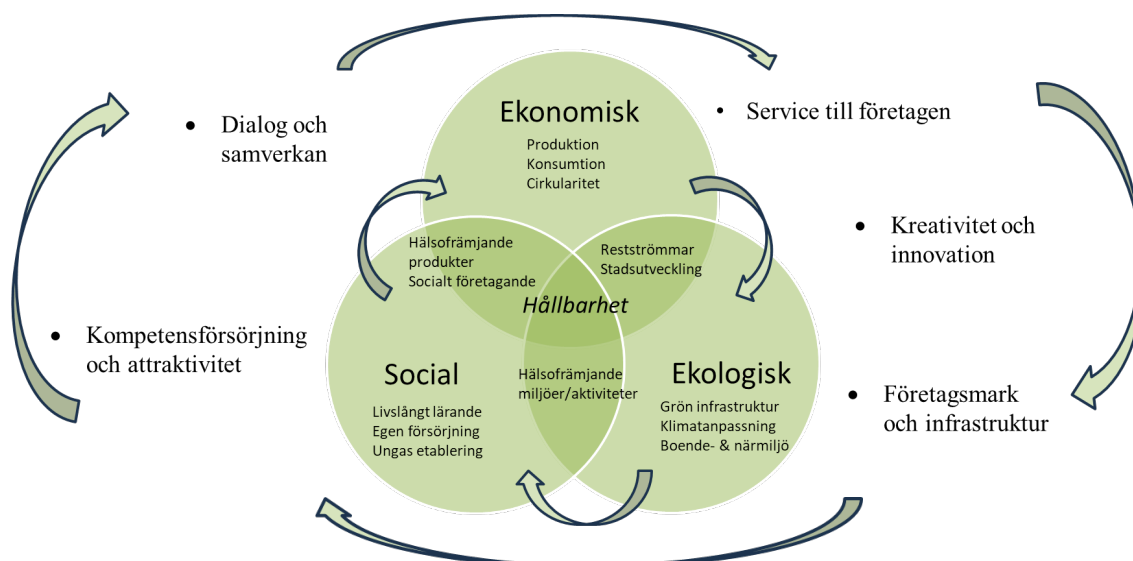 Ekonomisk
Produktion
Konsumtion
Cirkularitet
• Dialog och
samverkan
• Service till företagen
• Kreativitet och
innovation
Hälsofrämjande
produkter
Socialt företagande
Restströmmar
Stadsutveckling
Hållbarhet
• Kompetensförsörjning
och attraktivitet
Social
Livslångt lärande
Egen försörjning
Ungas etablering
Hälsofrämjande
miljöer/aktiviteter
Ekologisk
Grön infrastruktur
Klimatanpassning
Boende- & närmiljö
• Företagsmark
och infrastruktur